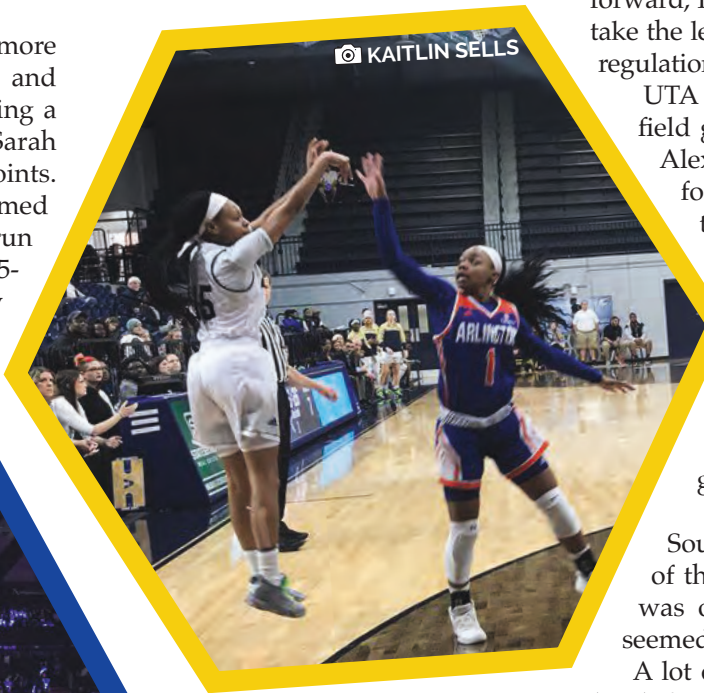 more
and
ing a
Sarah
oints.
med
run
5-
KAITLIN SELLS
ARLINGTON
1
forward,
take the le
regulation
UTA
field g
Alex
fo
t
g
Sou
of th
was o
seemed
A lot o